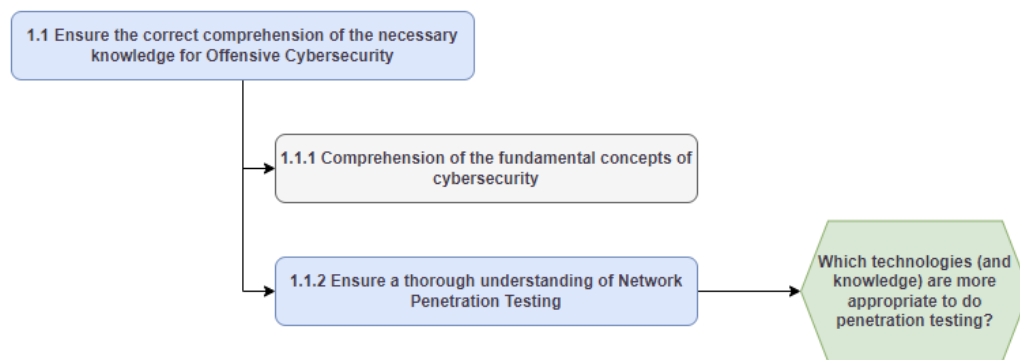 1.1 Ensure the correct comprehension of the necessary
knowledge for Offensive Cybersecurity
1.1.1 Comprehension of the fundamental concepts of
cybersecurity
1.1.2 Ensure a thorough understanding of Network
Penetration Testing
Which technologies (and
knowledge) are more
appropriate to do
penetration testing?